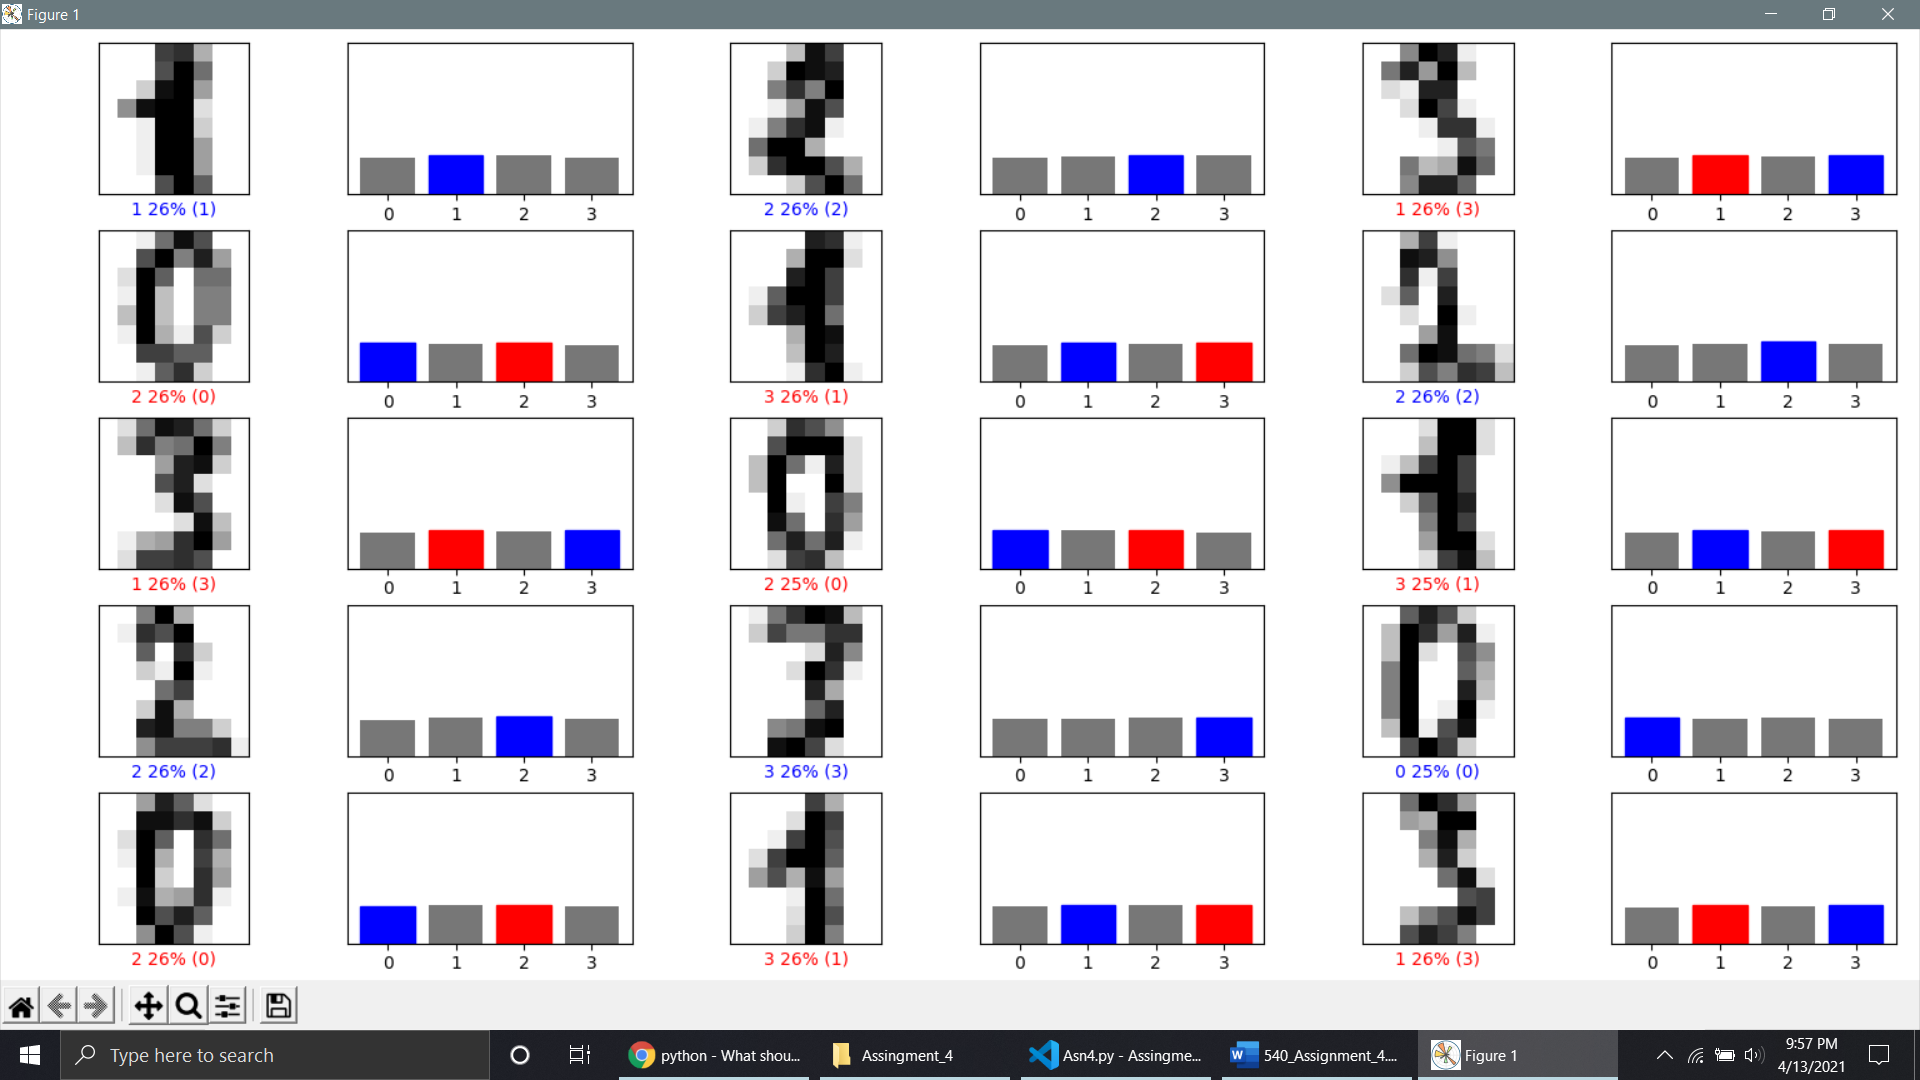 Figure 1
1 26% (1)
0 1 2 3
2 26% (2)
0 1 2 3
1 26% (3)
0 1 2 3
2 26% (0)
0 1 2 3
3 26% (1)
0 1 2 3
2 26% (2)
0 1 2 3
1 26% (3)
0 1 2 3
2 25% (0)
0 1 2 3
3 25% (1)
0 1 2 3
2 26% (2)
0 1 2 3
3 26% (3)
0 1 2 3
0 25% (0)
0 1 2 3
2 26% (0)
0 1 2 3
3 26% (1)
0 1 2 3
1 26% (3)
0 1 2 3
Type here to search
python - What shou...
Assingment_4
Asn4.py - Assingme...
540_Assignment_4....
Figure 1
9:57 PM
4/13/2021